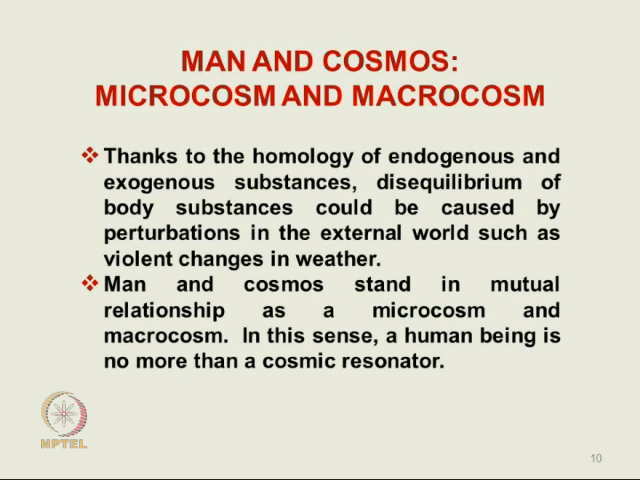 MAN AND COSMOS:
MICROCOSM AND MACROCOSM
Thanks to the homology of endogenous and
exogenous substances, disequilibrium of
body substances could be caused by
perturbations in the external world such as
violent changes in weather.
Man and cosmos stand in mutual
relationship as a microcosm and
macrocosm. In this sense, a human being is
no more than a cosmic resonator.
NPTEL
10